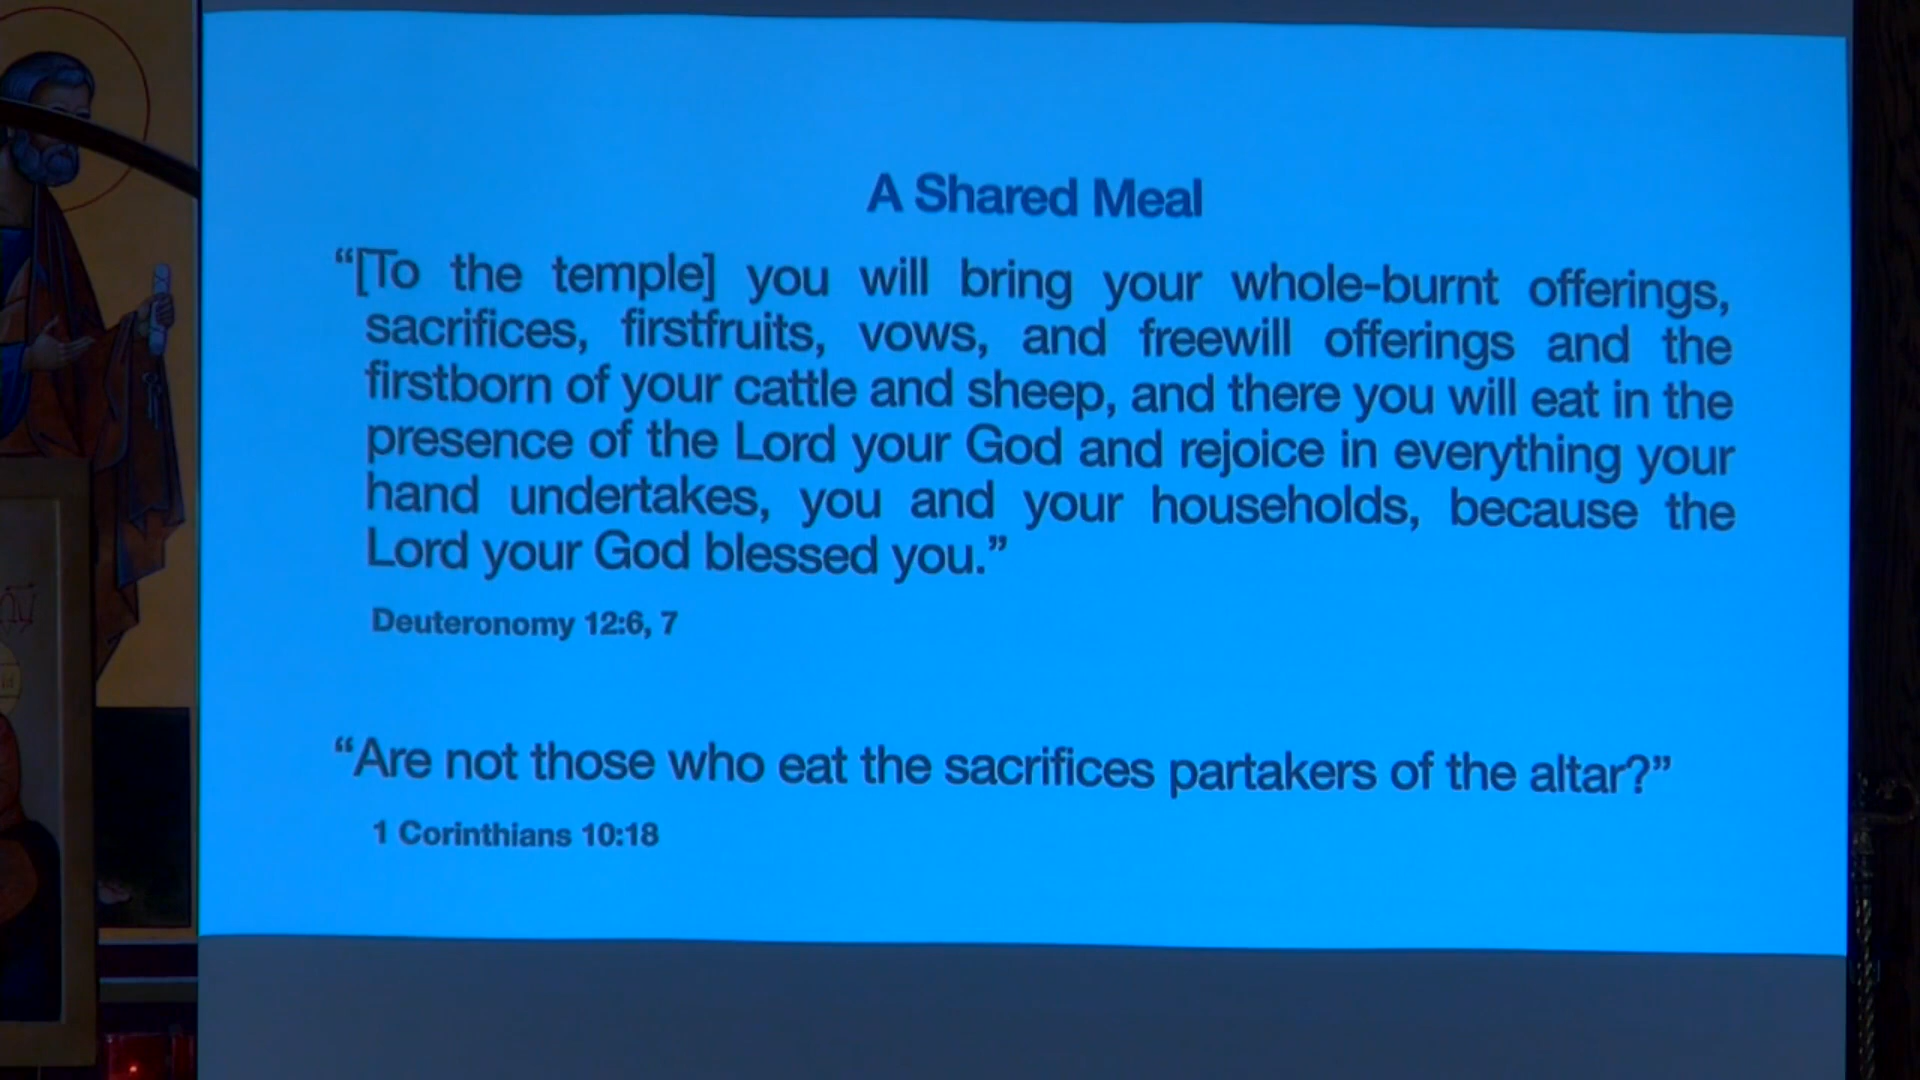 A Shared Meal
“[To the temple] you will bring your whole-burnt offerings,
sacrifices, firstfruits, vows, and freewill offerings and the
firstborn of your cattle and sheep, and there you will eat in the
presence of the Lord your God and rejoice in everything your
hand undertakes, you and your households, because the
Lord your God blessed you.”
Deuteronomy 12:6, 7
“Are not those who eat the sacrifices partakers of the altar?”
1 Corinthians 10:18